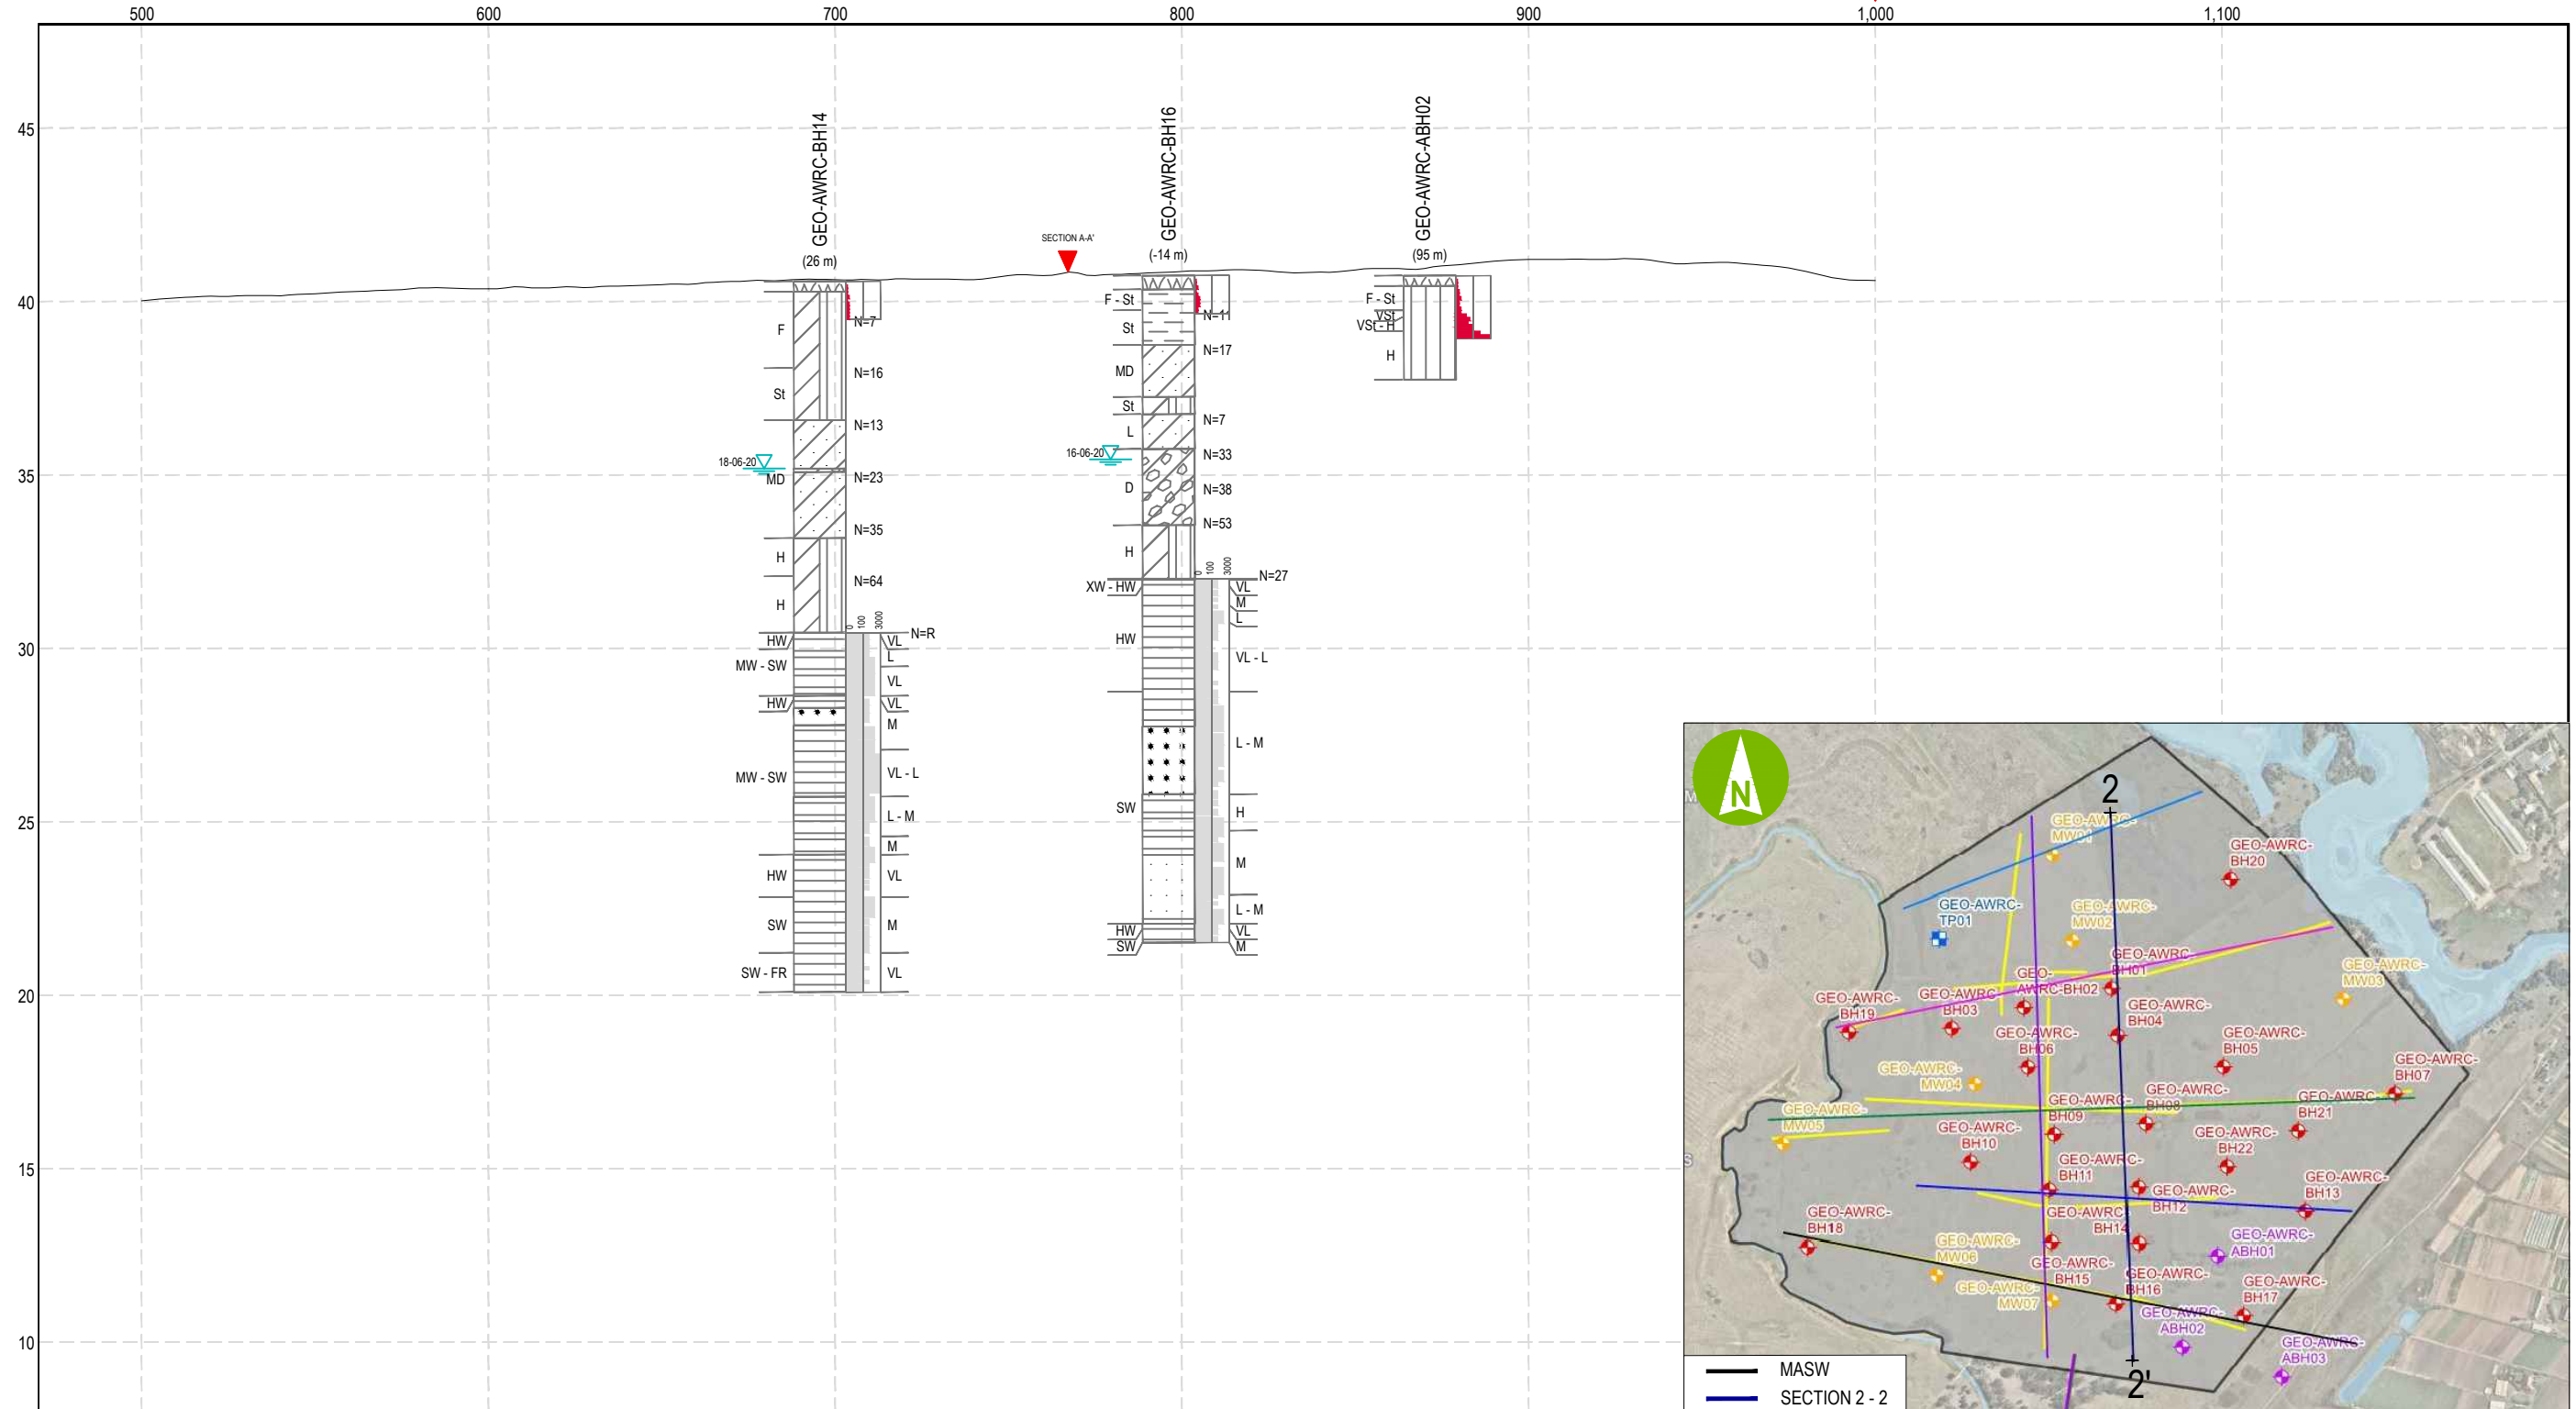 500 600 700 800 900 1,000 1,100
45
40
35
30
25
20
15
10
GEO-AWRC-BH14
(26 m)
F
St
MD
H
H
18-06-20
N=7
N=16
N=13
N=23
N=35
N=64
0 100 3000
N=R
HW
MW - SW
HW
MW - SW
HW
SW
SW - FR
VL
L
VL
VL
M
VL - L
L - M
M
VL
M
VL
SECTION A-A'
GEO-AWRC-BH16
(-14 m)
F - St
St
MD
St
L
D
H
16-06-20
N=11
N=17
N=7
N=33
N=38
N=53
0 100 3000
N=27
XW - HW
HW
SW
HW
SW
VL
M
L
VL - L
L - M
H
M
L - M
VL
M
GEO-AWRC-ABH02
(95 m)
F - St
VSt
VSt - H
H
N
2
GEO-AWRC-
MW01
GEO-AWRC-
BH20
GEO-AWRC-
TP01
GEO-AWRC-
MW02
GEO-AWRC-
BH01
GEO-AWRC-
MW03
GEO-
AWRC-BH02
GEO-AWRC-
BH19
GEO-AWRC-
BH03
GEO-AWRC-
BH04
GEO-AWRC-
BH06
GEO-AWRC-
BH05
GEO-AWRC-
BH07
GEO-AWRC-
MW04
GEO-AWRC-
BH08
GEO-AWRC-
BH09
GEO-AWRC-
BH21
GEO-AWRC-
MW05
GEO-AWRC-
BH10
GEO-AWRC-
BH22
GEO-AWRC-
BH11
GEO-AWRC-
BH13
GEO-AWRC-
BH12
GEO-AWRC-
BH14
GEO-AWRC-
BH18
GEO-AWRC-
MW06
GEO-AWRC-
ABH01
GEO-AWRC-
BH15
GEO-AWRC-
BH16
GEO-AWRC-
MW07
GEO-AWRC-
BH17
GEO-AWRC-
ABH02
GEO-AWRC-
ABH03
2'
MASW
SECTION 2 - 2